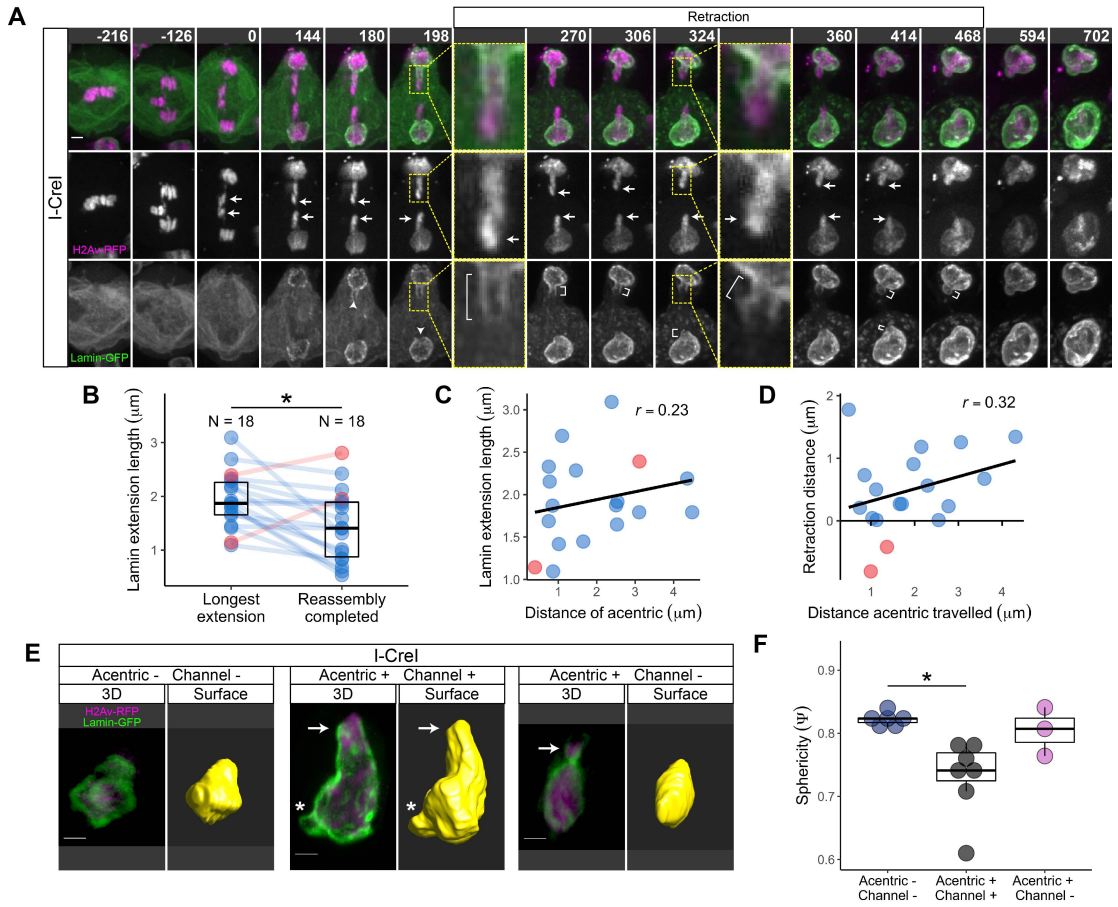 A
Retraction
-216 -126 0 144 180 198 270 306 324 360 414 468 594 702
I-CreI
H2Av-RFP
Lamin-GFP
B
Lamin extension length (μm)
*
N = 18 N = 18
3
2
1
Longest extension
Reassembly completed
C
Lamin extension length (μm)
r = 0.23
3.0
2.5
2.0
1.5
1.0
1 2 3 4
Distance of acentric (μm)
D
Retraction distance (μm)
r = 0.32
2
1
0
1 2 3 4
Distance acentric travelled (μm)
E
I-CreI
Acentric - Channel - Acentric + Channel + Acentric + Channel -
3D Surface 3D Surface 3D Surface
H2Av-RFP
Lamin-GFP
*
*
F
Sphericity (Ψ)
*
0.9
0.8
0.7
0.6
Acentric - Acentric + Acentric +
Channel - Channel + Channel -